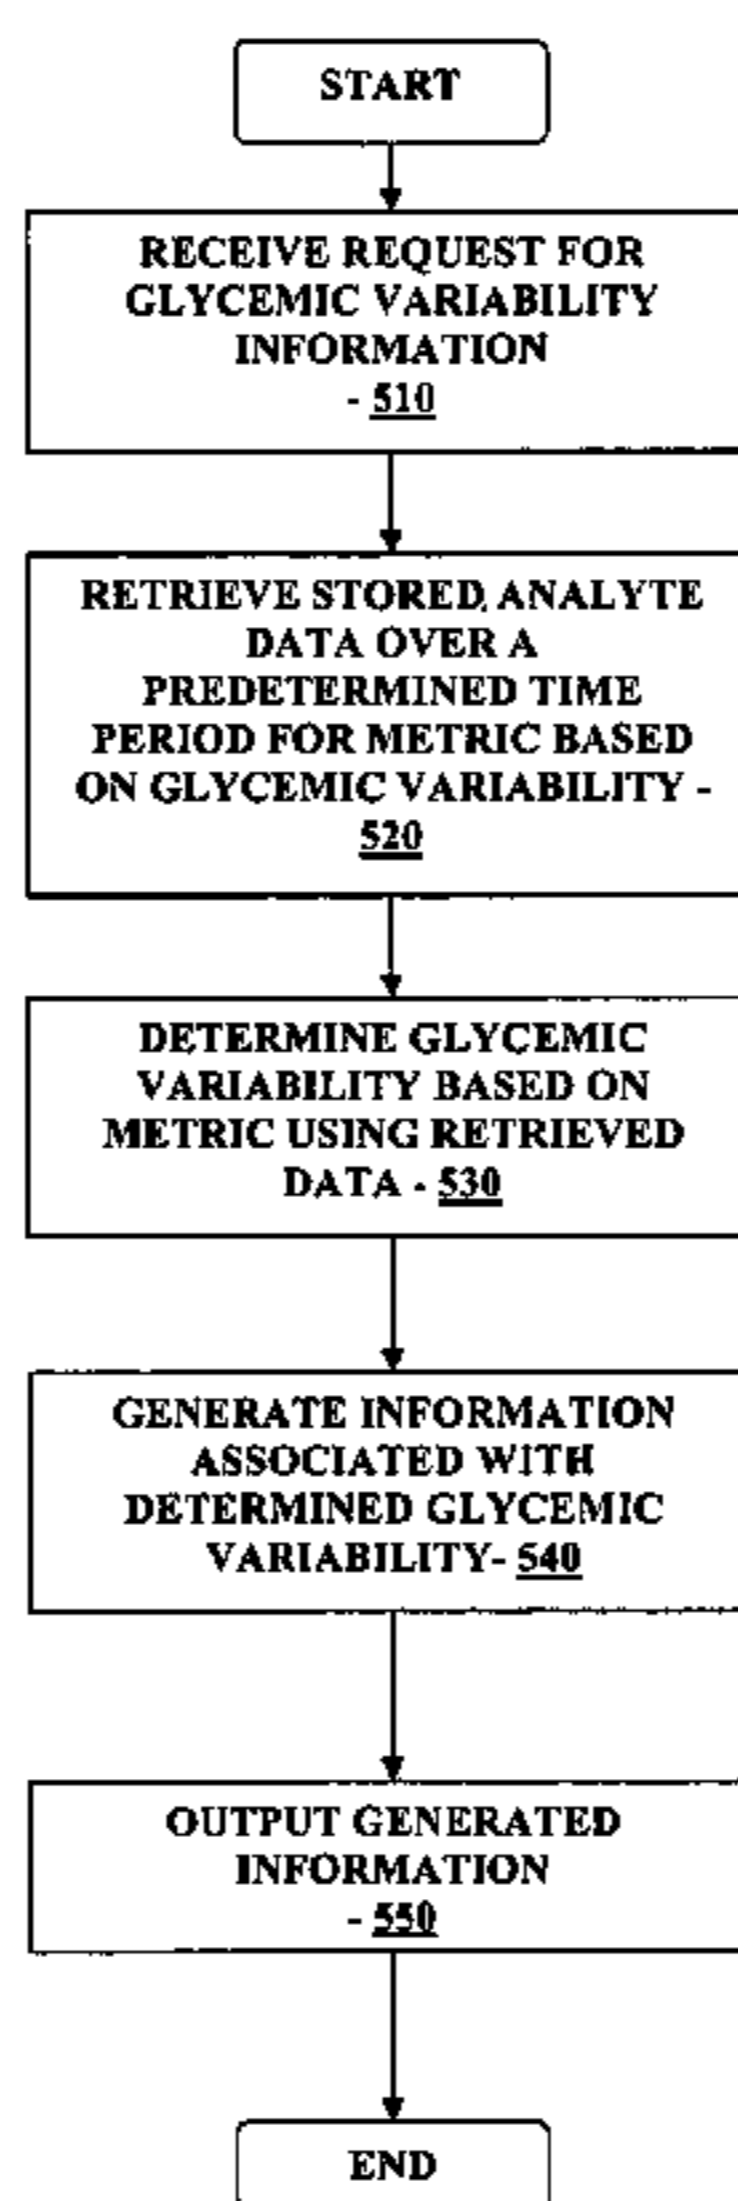 START
RECEIVE REQUEST FOR
GLYCEMIC VARIABILITY
INFORMATION
- 510
RETRIEVE STORED, ANALYTE
DATA OVER A
PREDETERMINED TIME
PERIOD FOR METRIC BASED
ON GLYCEMIC VARIABILITY -
520
DETERMINE GLYCEMIC
VARIABILITY BASED ON
METRIC USING RETRIEVED
DATA - 530
GENERATE INFORMATION
ASSOCIATED WITH
DETERMINED GLYCEMIC
VARIABILITY- 540
OUTPUT GENERATED
INFORMATION
- 550
END